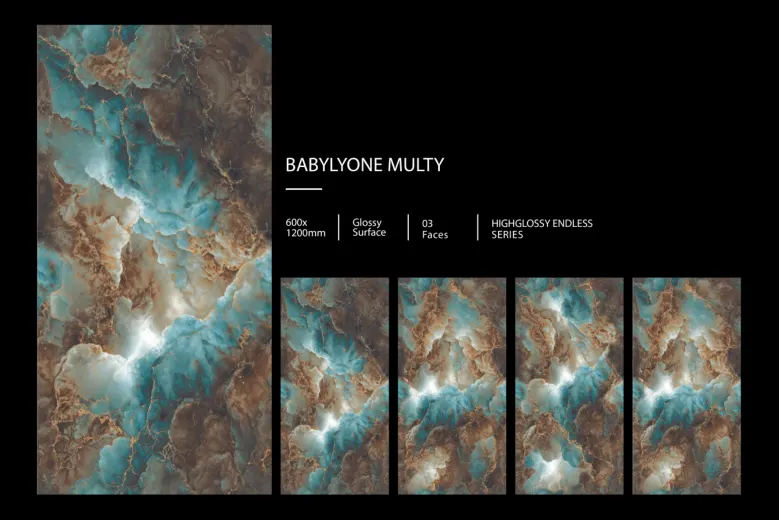 BABYLYONE MULTY
600x
1200mm
Glossy
Surface
03
Faces
HIGHGLOSSY ENDLESS
SERIES